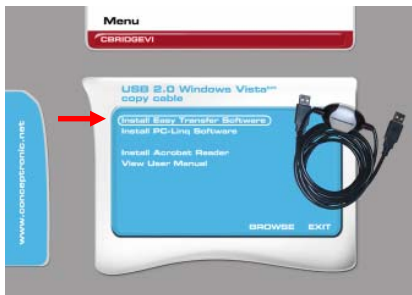 Menu
CBRIDGEVI
USB 2.0 Windows Vista™
copy cable
Install Easy Transfer Software
Install PC-Linq Software
Install Acrobat Reader
View User Manual
BROWSE EXIT
www.conceptronic.net